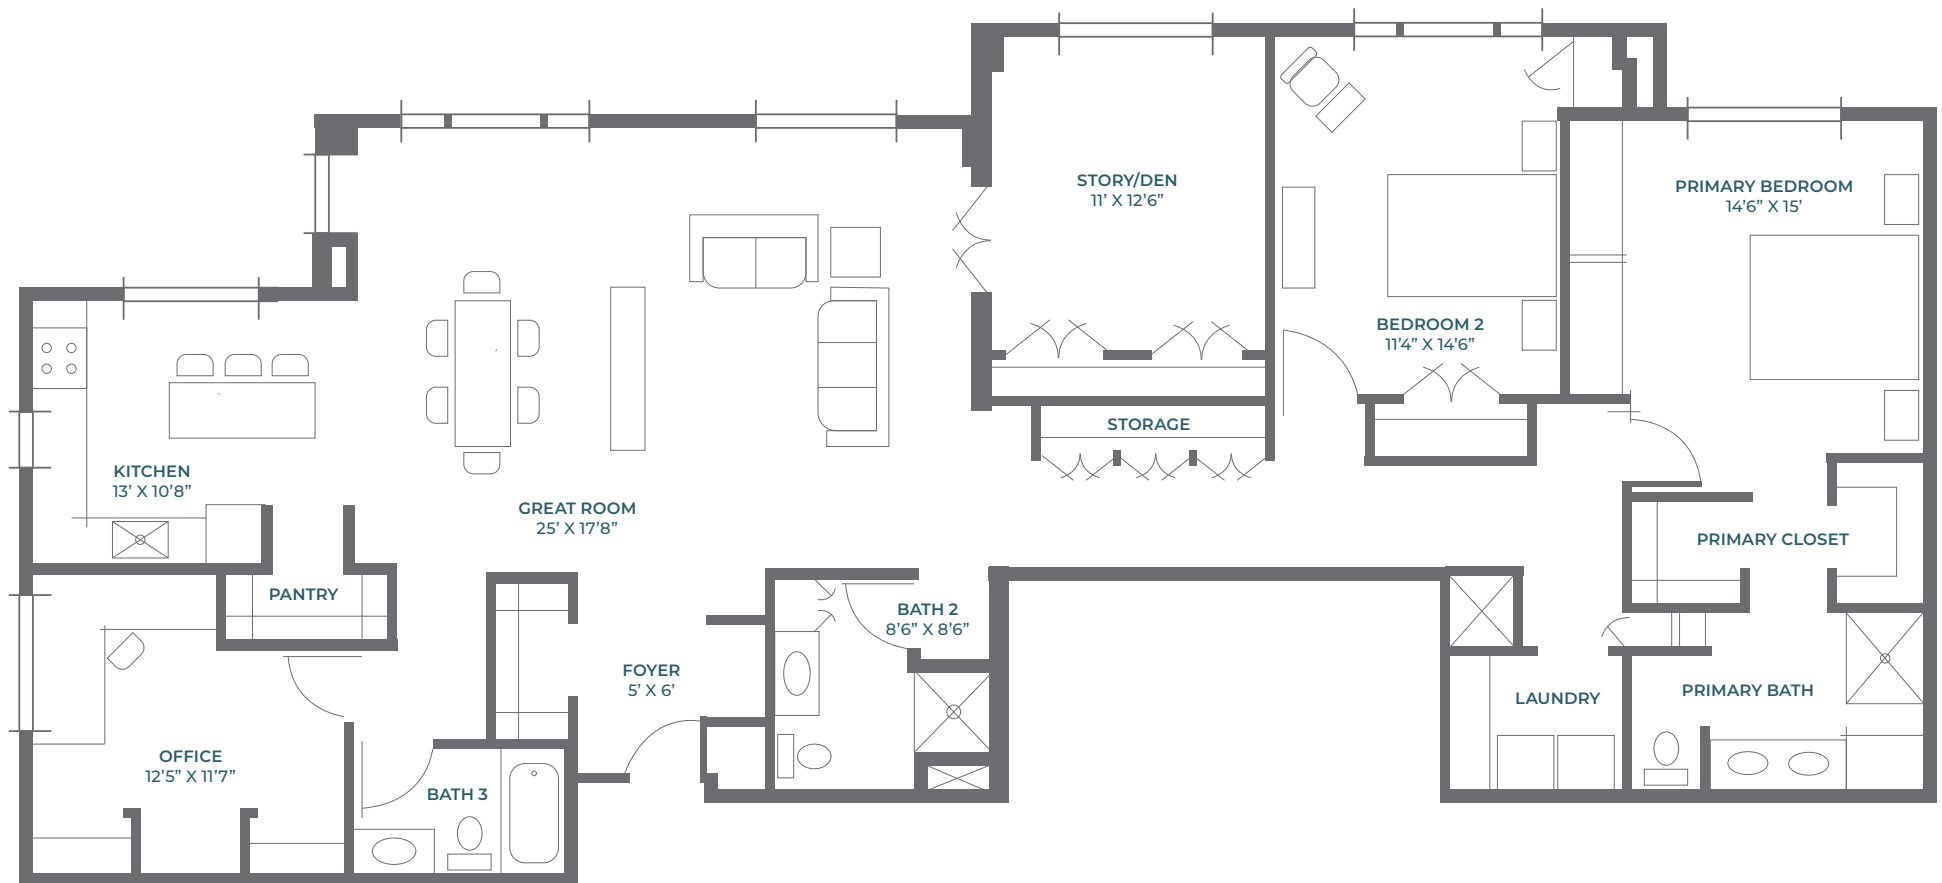 STORY/DEN
11’ X 12’6”
PRIMARY BEDROOM
14’6” X 15’
BEDROOM 2
11’4” X 14’6”
STORAGE
KITCHEN
13’ X 10’8”
GREAT ROOM
25’ X 17’8”
PRIMARY CLOSET
PANTRY
BATH 2
8’6” X 8’6”
FOYER
5’ X 6’
LAUNDRY
PRIMARY BATH
OFFICE
12’5” X 11’7”
BATH 3